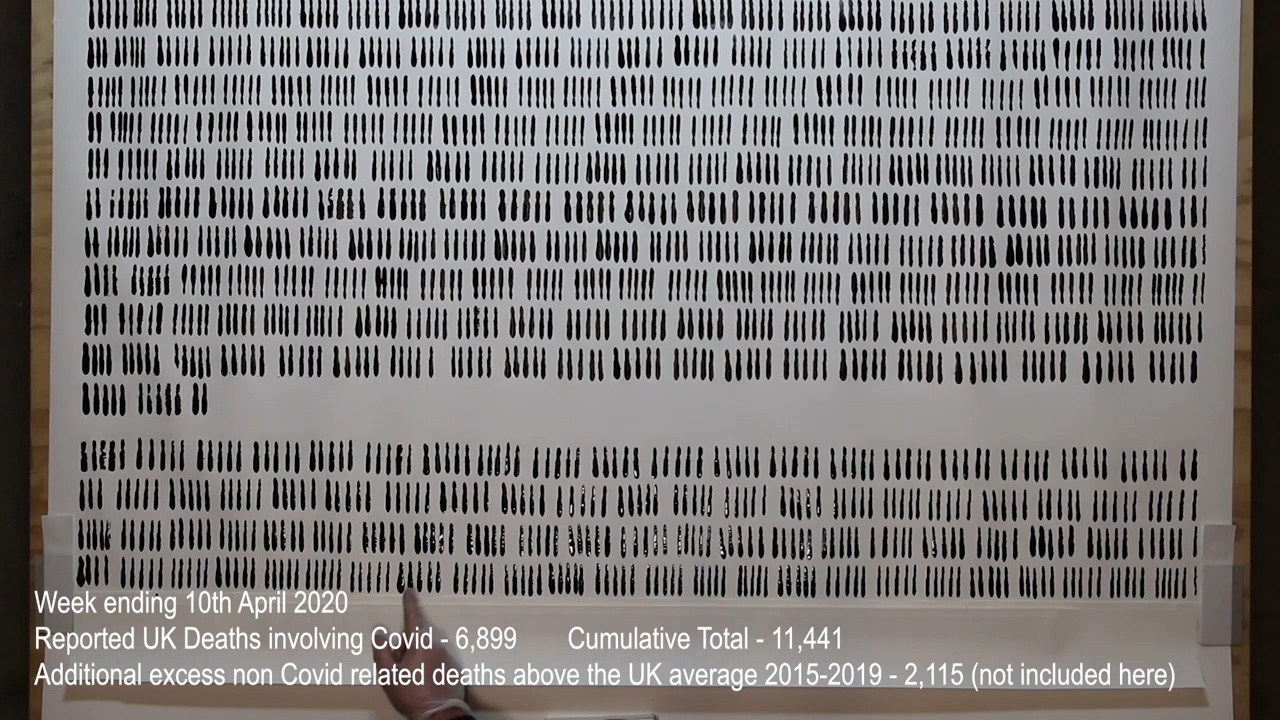 Week ending 10th April 2020
Reported UK Deaths involving Covid - 6,899 Cumulative Total - 11,441
Additional excess non Covid related deaths above the UK average 2015-2019 - 2,115 (not included here)